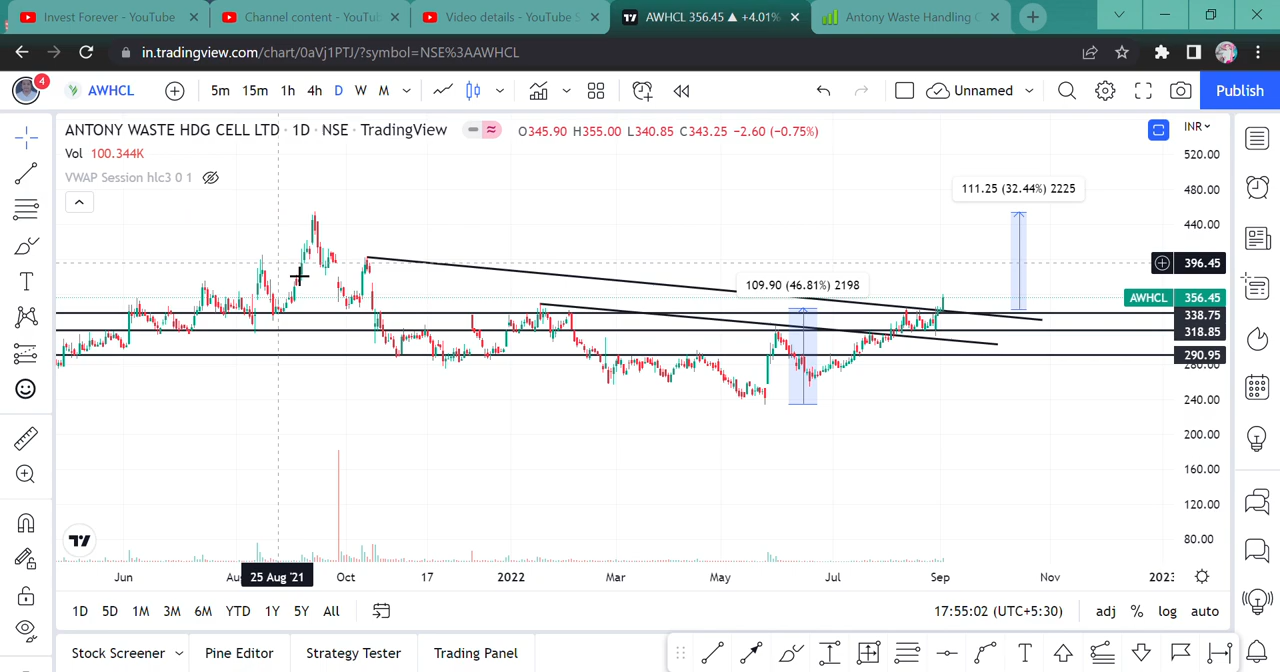 Invest Forever - YouTube
Channel content - YouTu
Video details - YouTube S
AWHCL 356.45 ▲ +4.01%
Antony Waste Handling C
in.tradingview.com/chart/0aVj1PTJ/?symbol=NSE%3AAWHCL
4
AWHCL
5m 15m 1h 4h D W M
Unnamed
Publish
ANTONY WASTE HDG CELL LTD · 1D · NSE · TradingView
O345.90 H355.00 L340.85 C343.25 −2.60 (−0.75%)
INR
Vol 100.344K
VWAP Session hlc3 0 1
520.00
480.00
440.00
111.25 (32.44%) 2225
396.45
109.90 (46.81%) 2198
AWHCL 356.45
338.75
318.85
290.95
280.00
240.00
200.00
160.00
120.00
80.00
Jun
Au
25 Aug '21
Oct
17
2022
Mar
May
Jul
Sep
Nov
2023
1D 5D 1M 3M 6M YTD 1Y 5Y All
17:55:02 (UTC+5:30)
adj % log auto
Stock Screener
Pine Editor
Strategy Tester
Trading Panel